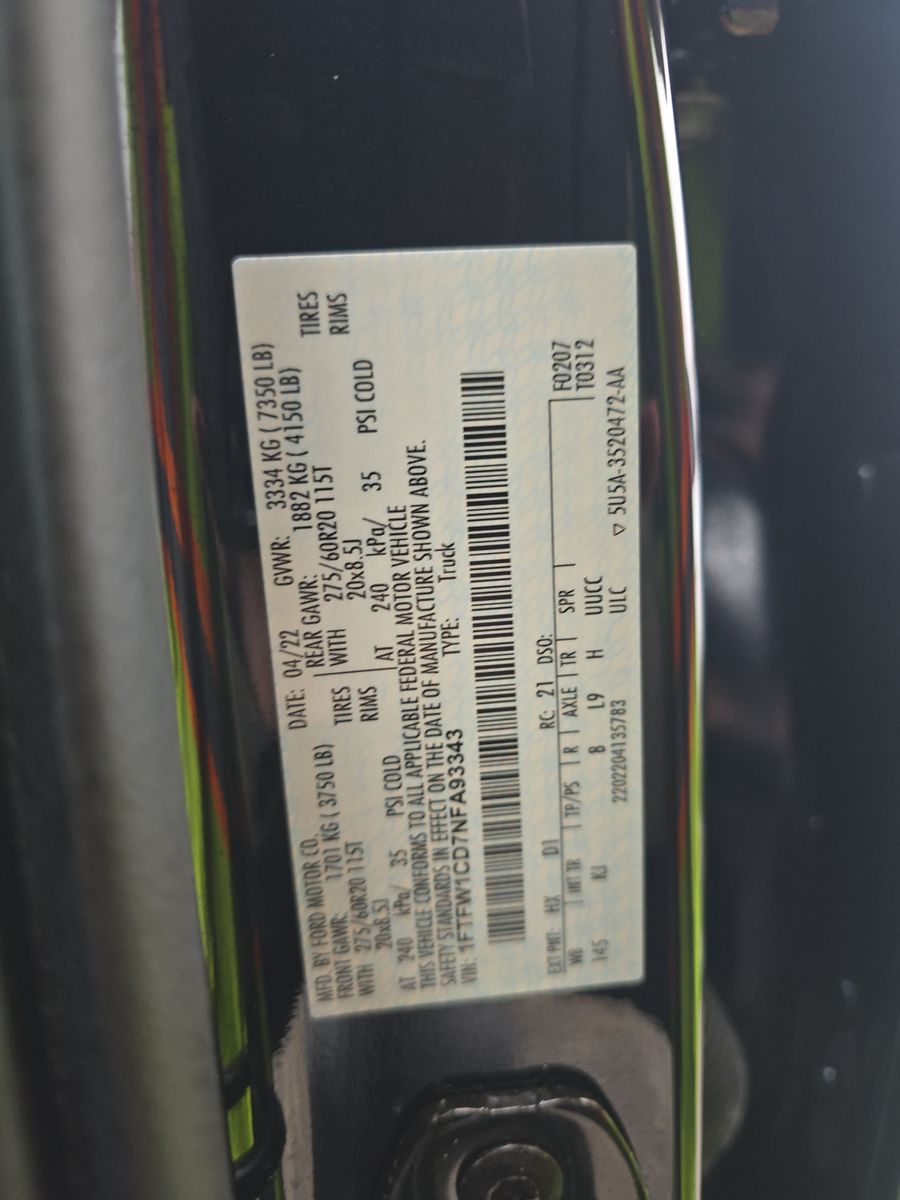 MFD. BY FORD MOTOR CO. DATE: 04/22 GVWR: 3334 KG ( 7350 LB)
FRONT GAWR: 1701 KG ( 3750 LB) REAR GAWR: 1882 KG ( 4150 LB)
WITH 275/60R20 115T TIRES WITH 275/60R20 115T TIRES
20x8.5J RIMS 20x8.5J RIMS
AT 240 kPa/ 35 PSI COLD AT 240 kPa/ 35 PSI COLD
THIS VEHICLE CONFORMS TO ALL APPLICABLE FEDERAL MOTOR VEHICLE
SAFETY STANDARDS IN EFFECT ON THE DATE OF MANUFACTURE SHOWN ABOVE.
VIN: 1FTFW1CD7NFA93343 TYPE: Truck
EXT PNT: HX D1 RC: 21 DSO: F0207
WB INT TR TP/PS R AXLE TR SPR T0312
145 KJ 8 L9 H UUCC
2202204135783 ULC ▽ 5U5A-3520472-AA